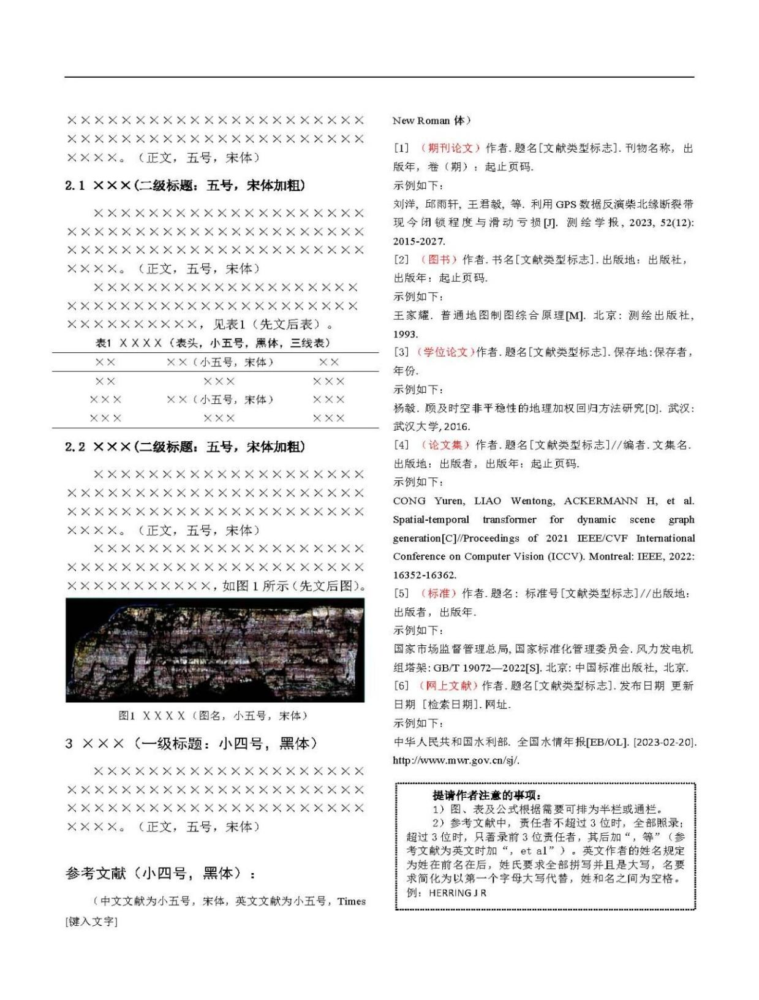 ××××××××××××××××××××××
××××××××××××××××××××××
××××。（正文，五号，宋体）
2.1 ×××(二级标题：五号，宋体加粗)
××××××××××××××××××××
××××××××××××××××××××××
××××××××××××××××××××××
××××。（正文，五号，宋体）
××××××××××××××××××××
××××××××××××××××××××××
××××××××××，见表1（先文后表）。
表1 ＸＸＸＸ（表头，小五号，黑体，三线表）
×× ××（小五号，宋体） ××
×× ××× ×××
××× ××（小五号，宋体） ×××
××× ××× ×××
2.2 ×××(二级标题：五号，宋体加粗)
××××××××××××××××××××
××××××××××××××××××××××
××××××××××××××××××××××
××××。（正文，五号，宋体）
××××××××××××××××××××
××××××××××××××××××××××
×××××××××××,如图 1 所示（先文后图）。
图1 ＸＸＸＸ（图名，小五号，宋体）
3 ×××（一级标题：小四号，黑体）
××××××××××××××××××××
××××××××××××××××××××××
××××××××××××××××××××××
××××。（正文，五号，宋体）
参考文献（小四号，黑体）：
（中文文献为小五号，宋体，英文文献为小五号，Times
[键入文字]
New Roman 体）
[1] （期刊论文）作者.题名[文献类型标志].刊物名称，出
版年，卷（期）：起止页码.
示例如下：
刘洋, 邱雨轩, 王君毅, 等. 利用 GPS 数据反演柴北缘断裂带
现今闭锁程度与滑动亏损[J]. 测绘学报, 2023, 52(12):
2015-2027.
[2] （图书）作者.书名[文献类型标志].出版地：出版社，
出版年：起止页码.
示例如下：
王家耀. 普通地图制图综合原理[M]. 北京: 测绘出版社,
1993.
[3]（学位论文)作者.题名[文献类型标志].保存地:保存者，
年份.
示例如下：
杨毅. 顾及时空非平稳性的地理加权回归方法研究[D]. 武汉:
武汉大学, 2016.
[4] （论文集）作者.题名[文献类型标志]//编者.文集名.
出版地：出版者，出版年：起止页码.
示例如下：
CONG Yuren, LIAO Wentong, ACKERMANN H, et al.
Spatial-temporal transformer for dynamic scene graph
generation[C]//Proceedings of 2021 IEEE/CVF International
Conference on Computer Vision (ICCV). Montreal: IEEE, 2022:
16352-16362.
[5] （标准）作者.题名：标准号[文献类型标志]//出版地：
出版者，出版年.
示例如下：
国家市场监督管理总局, 国家标准化管理委员会. 风力发电机
组塔架: GB/T 19072—2022[S]. 北京: 中国标准出版社, 北京.
[6] （网上文献）作者.题名[文献类型标志].发布日期 更新
日期 [检索日期].网址.
示例如下：
中华人民共和国水利部. 全国水情年报[EB/OL]. [2023-02-20].
http://www.mwr.gov.cn/sj/.
提请作者注意的事项：
1）图、表及公式根据需要可排为半栏或通栏。
2）参考文献中，责任者不超过 3 位时，全部照录；
超过 3 位时，只著录前 3 位责任者，其后加“，等”（参
考文献为英文时加“，et al”）。英文作者的姓名规定
为姓在前名在后，姓氏要求全部拼写并且是大写，名要
求简化为以第一个字母大写代替，姓和名之间为空格。
例：HERRING J R